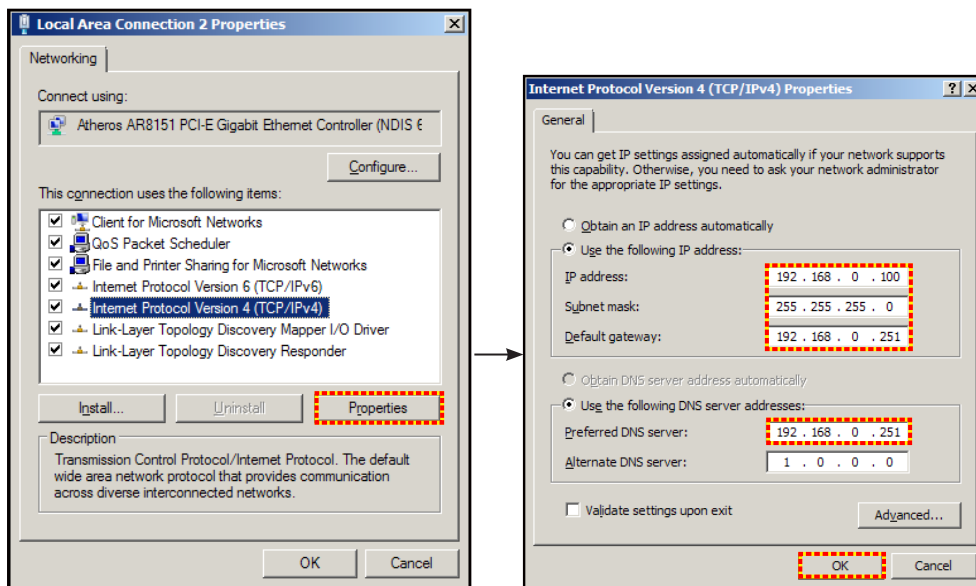 Local Area Connection 2 Properties
Networking
Connect using:
Atheros AR8151 PCI-E Gigabit Ethernet Controller (NDIS 6
Configure...
This connection uses the following items:
Client for Microsoft Networks
QoS Packet Scheduler
File and Printer Sharing for Microsoft Networks
Internet Protocol Version 6 (TCP/IPv6)
Internet Protocol Version 4 (TCP/IPv4)
Link-Layer Topology Discovery Mapper I/O Driver
Link-Layer Topology Discovery Responder
Install...
Uninstall
Properties
Description
Transmission Control Protocol/Internet Protocol. The default
wide area network protocol that provides communication
across diverse interconnected networks.
OK
Cancel
Internet Protocol Version 4 (TCP/IPv4) Properties
General
You can get IP settings assigned automatically if your network supports
this capability. Otherwise, you need to ask your network administrator
for the appropriate IP settings.
Obtain an IP address automatically
Use the following IP address:
IP address: 192 . 168 . 0 . 100
Subnet mask: 255 . 255 . 255 . 0
Default gateway: 192 . 168 . 0 . 251
Obtain DNS server address automatically
Use the following DNS server addresses:
Preferred DNS server: 192 . 168 . 0 . 251
Alternate DNS server: 1 . 0 . 0 . 0
Validate settings upon exit
Advanced...
OK
Cancel